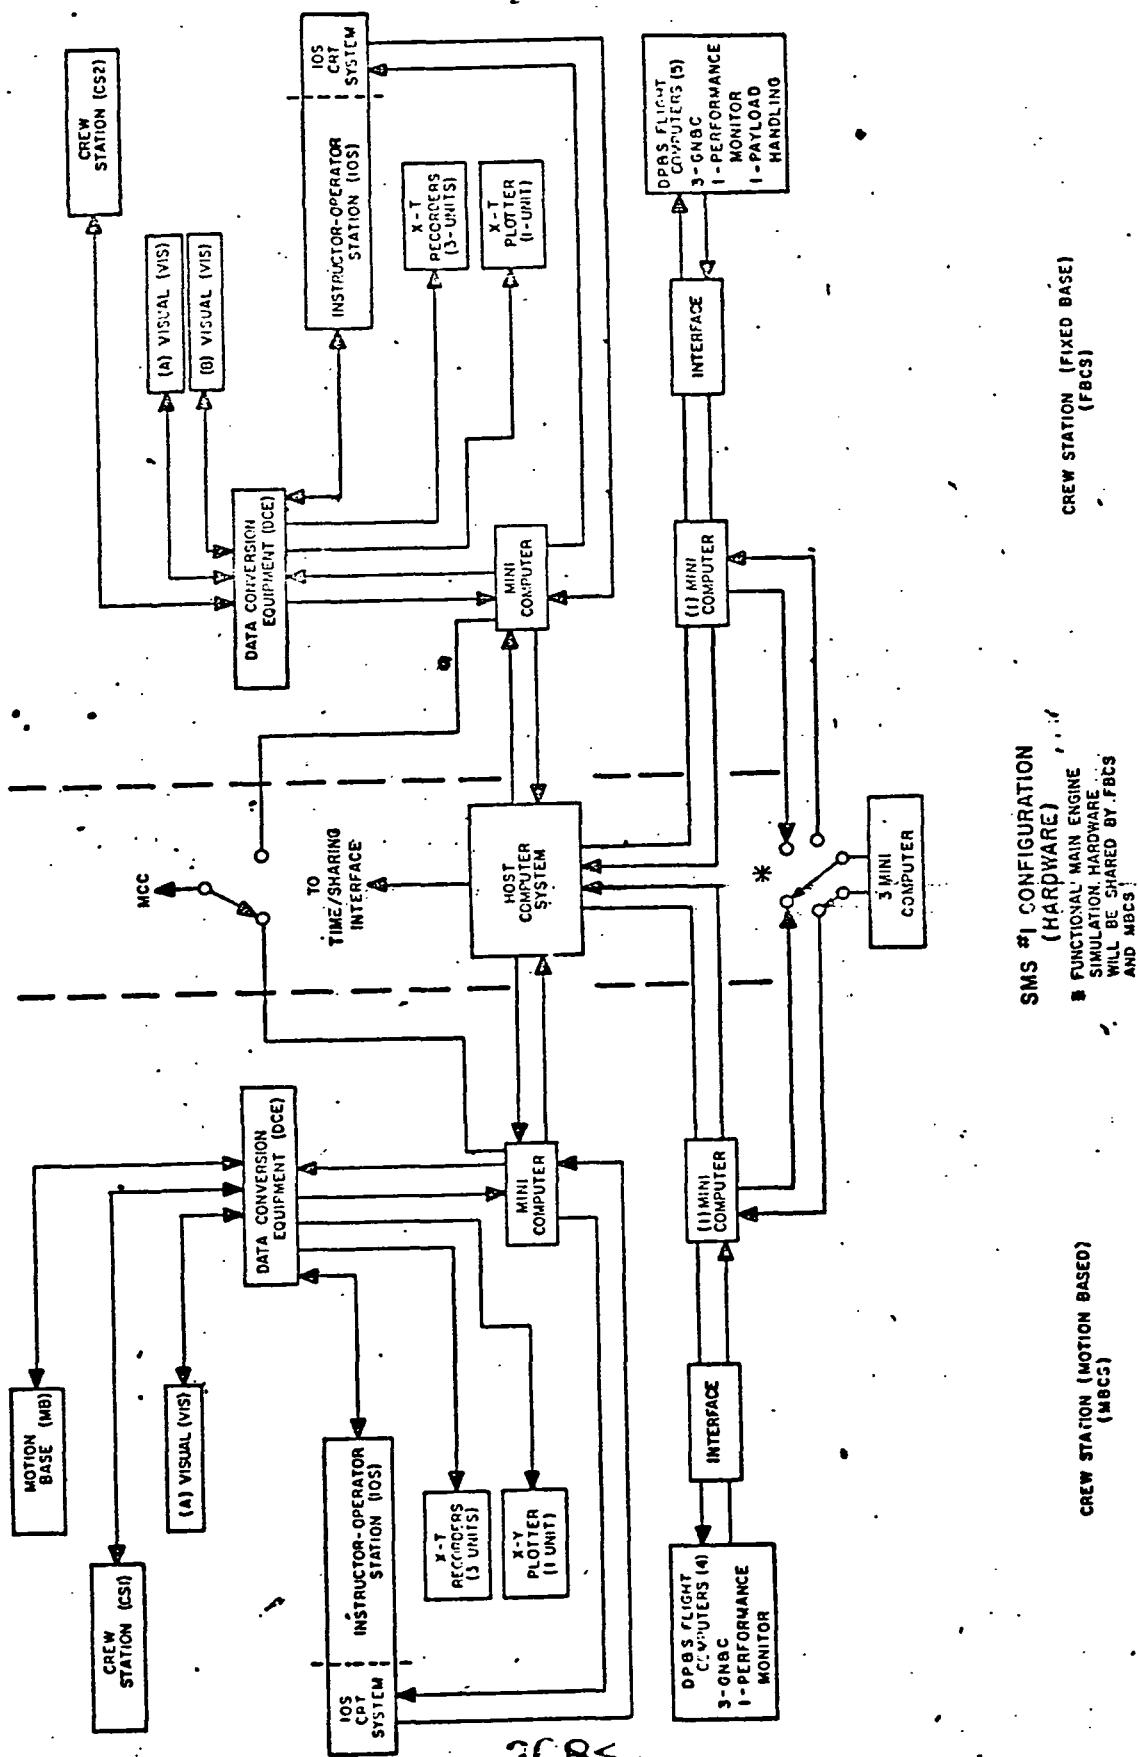 MOTION
BASE (MB)
CREW
STATION (CS1)
(A) VISUAL (VIS)
DATA CONVERSION
EQUIPMENT (DCE)
IOS
CRT
SYSTEM
INSTRUCTOR-OPERATOR
STATION (IOS)
X-T
RECORDERS
(3 UNITS)
X-Y
PLOTTER
(1 UNIT)
MINI
COMPUTER
DPBS FLIGHT
COMPUTERS (4)
3-GN&C
1-PERFORMANCE
MONITOR
INTERFACE
(1) MINI
COMPUTER
CREW STATION (MOTION BASED)
(MBCS)
MCC
TO
TIME/SHARING
INTERFACE
HOST
COMPUTER
SYSTEM
*
3 MINI
COMPUTER
SMS #1 CONFIGURATION
(HARDWARE)
* FUNCTIONAL MAIN ENGINE
SIMULATION HARDWARE
WILL BE SHARED BY FBCS
AND MBCS
CREW
STATION (CS2)
(A) VISUAL (VIS)
(B) VISUAL (VIS)
DATA CONVERSION
EQUIPMENT (DCE)
INSTRUCTOR-OPERATOR
STATION (IOS)
IOS
CRT
SYSTEM
X-T
RECORDERS
(3-UNITS)
X-T
PLOTTER
(1-UNIT)
MINI
COMPUTER
(1) MINI
COMPUTER
INTERFACE
DPBS FLIGHT
COMPUTERS (5)
3-GN&C
1-PERFORMANCE
MONITOR
1-PAYLOAD
HANDLING
CREW STATION (FIXED BASE)
(FBCS)